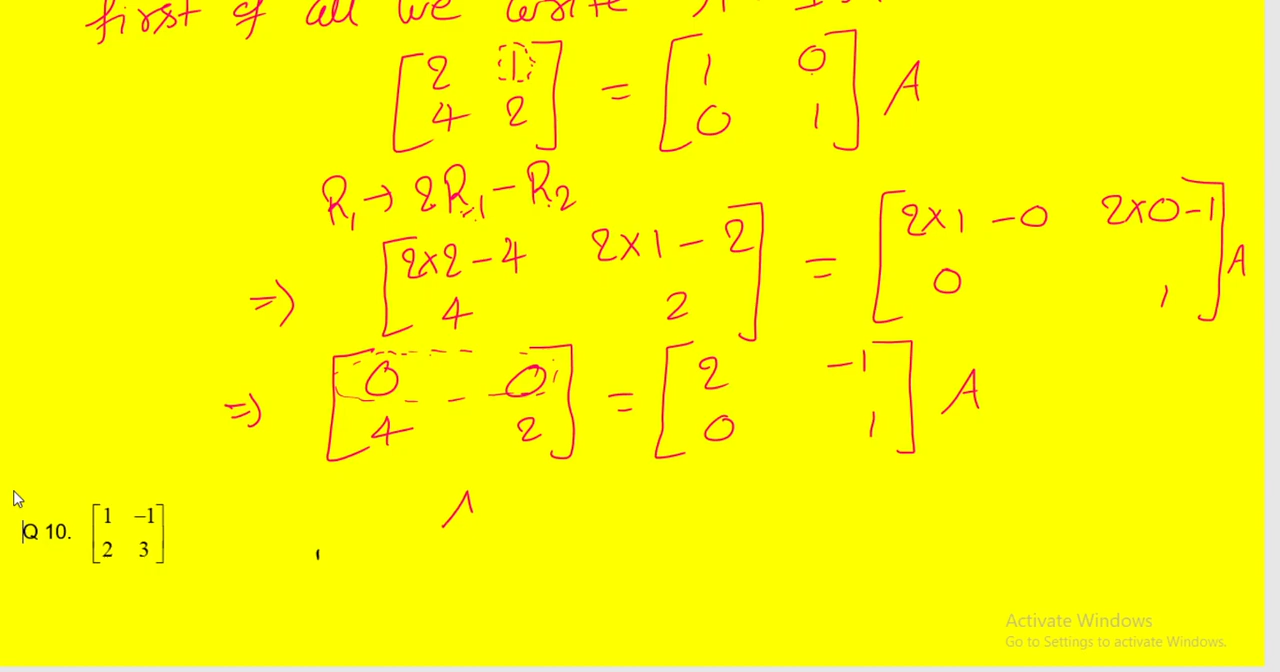 first of all we write
[2 1; 4 2] = [1 0; 0 1] A
R₁ → 2R₁ – R₂
⇒ [2×2–4 2×1–2; 4 2] = [2×1–0 2×0–1; 0 1] A
⇒ [0 0; 4 2] = [2 –1; 0 1] A
Q 10. [1 –1; 2 3]
Activate Windows
Go to Settings to activate Windows.